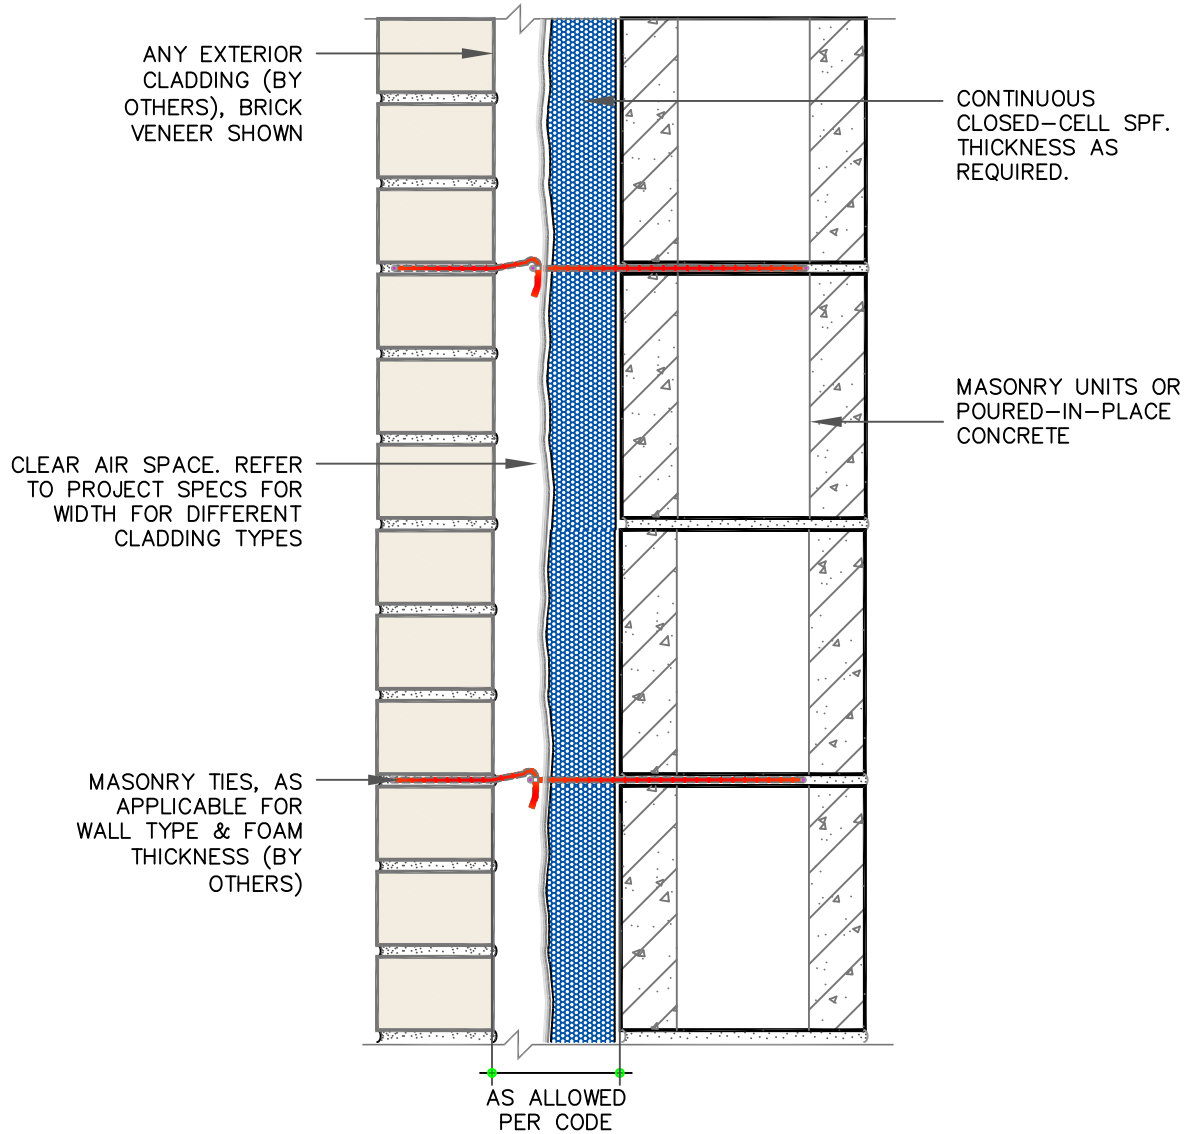 ANY EXTERIOR
CLADDING (BY
OTHERS), BRICK
VENEER SHOWN
CONTINUOUS
CLOSED-CELL SPF.
THICKNESS AS
REQUIRED.
MASONRY UNITS OR
POURED-IN-PLACE
CONCRETE
CLEAR AIR SPACE. REFER
TO PROJECT SPECS FOR
WIDTH FOR DIFFERENT
CLADDING TYPES
MASONRY TIES, AS
APPLICABLE FOR
WALL TYPE & FOAM
THICKNESS (BY
OTHERS)
AS ALLOWED
PER CODE